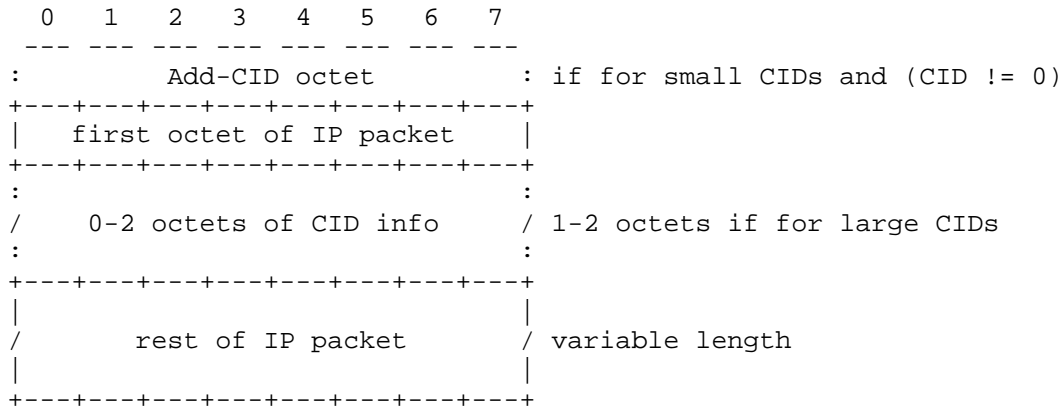 0   1   2   3   4   5   6   7
 --- --- --- --- --- --- --- ---
:         Add-CID octet         : if for small CIDs and (CID != 0)
+---+---+---+---+---+---+---+---+
|   first octet of IP packet    |
+---+---+---+---+---+---+---+---+
:                               :
/    0-2 octets of CID info     / 1-2 octets if for large CIDs
:                               :
+---+---+---+---+---+---+---+---+
|                               |
/       rest of IP packet       / variable length
|                               |
+---+---+---+---+---+---+---+---+